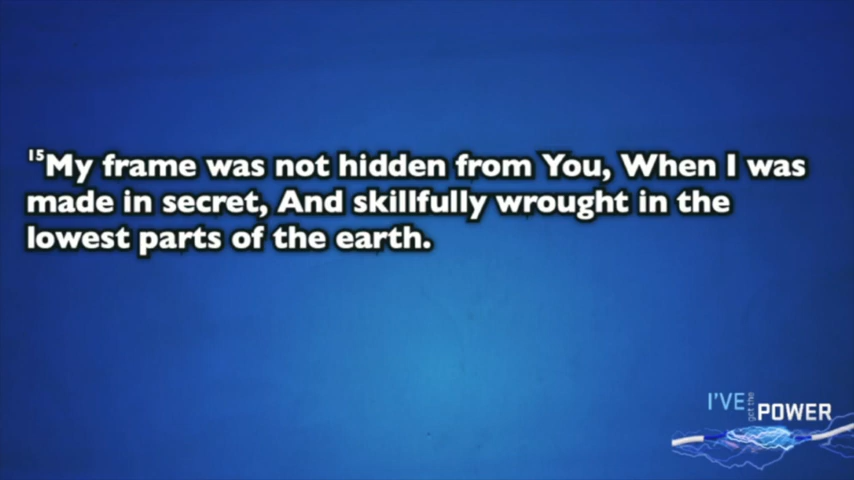 15My frame was not hidden from You, When I was
made in secret, And skillfully wrought in the
lowest parts of the earth.
I'VE got the POWER